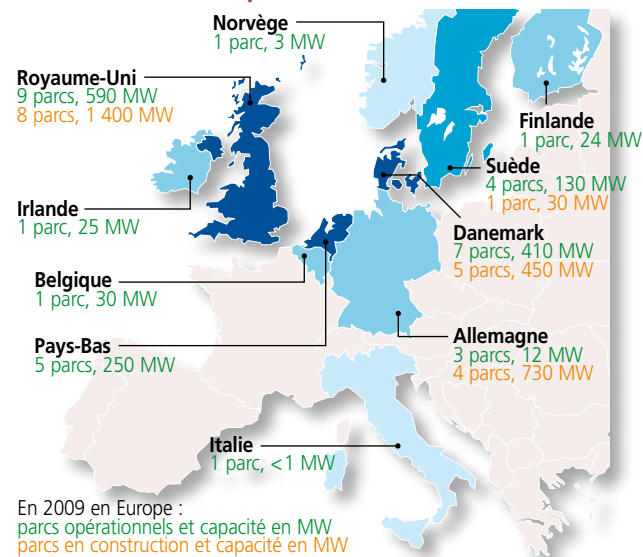 Norvège
1 parc, 3 MW
Royaume-Uni
9 parcs, 590 MW
8 parcs, 1 400 MW
Finlande
1 parc, 24 MW
Suède
4 parcs, 130 MW
1 parc, 30 MW
Irlande
1 parc, 25 MW
Danemark
7 parcs, 410 MW
5 parcs, 450 MW
Belgique
1 parc, 30 MW
Pays-Bas
5 parcs, 250 MW
Allemagne
3 parcs, 12 MW
4 parcs, 730 MW
Italie
1 parc, <1 MW
En 2009 en Europe :
parcs opérationnels et capacité en MW
parcs en construction et capacité en MW